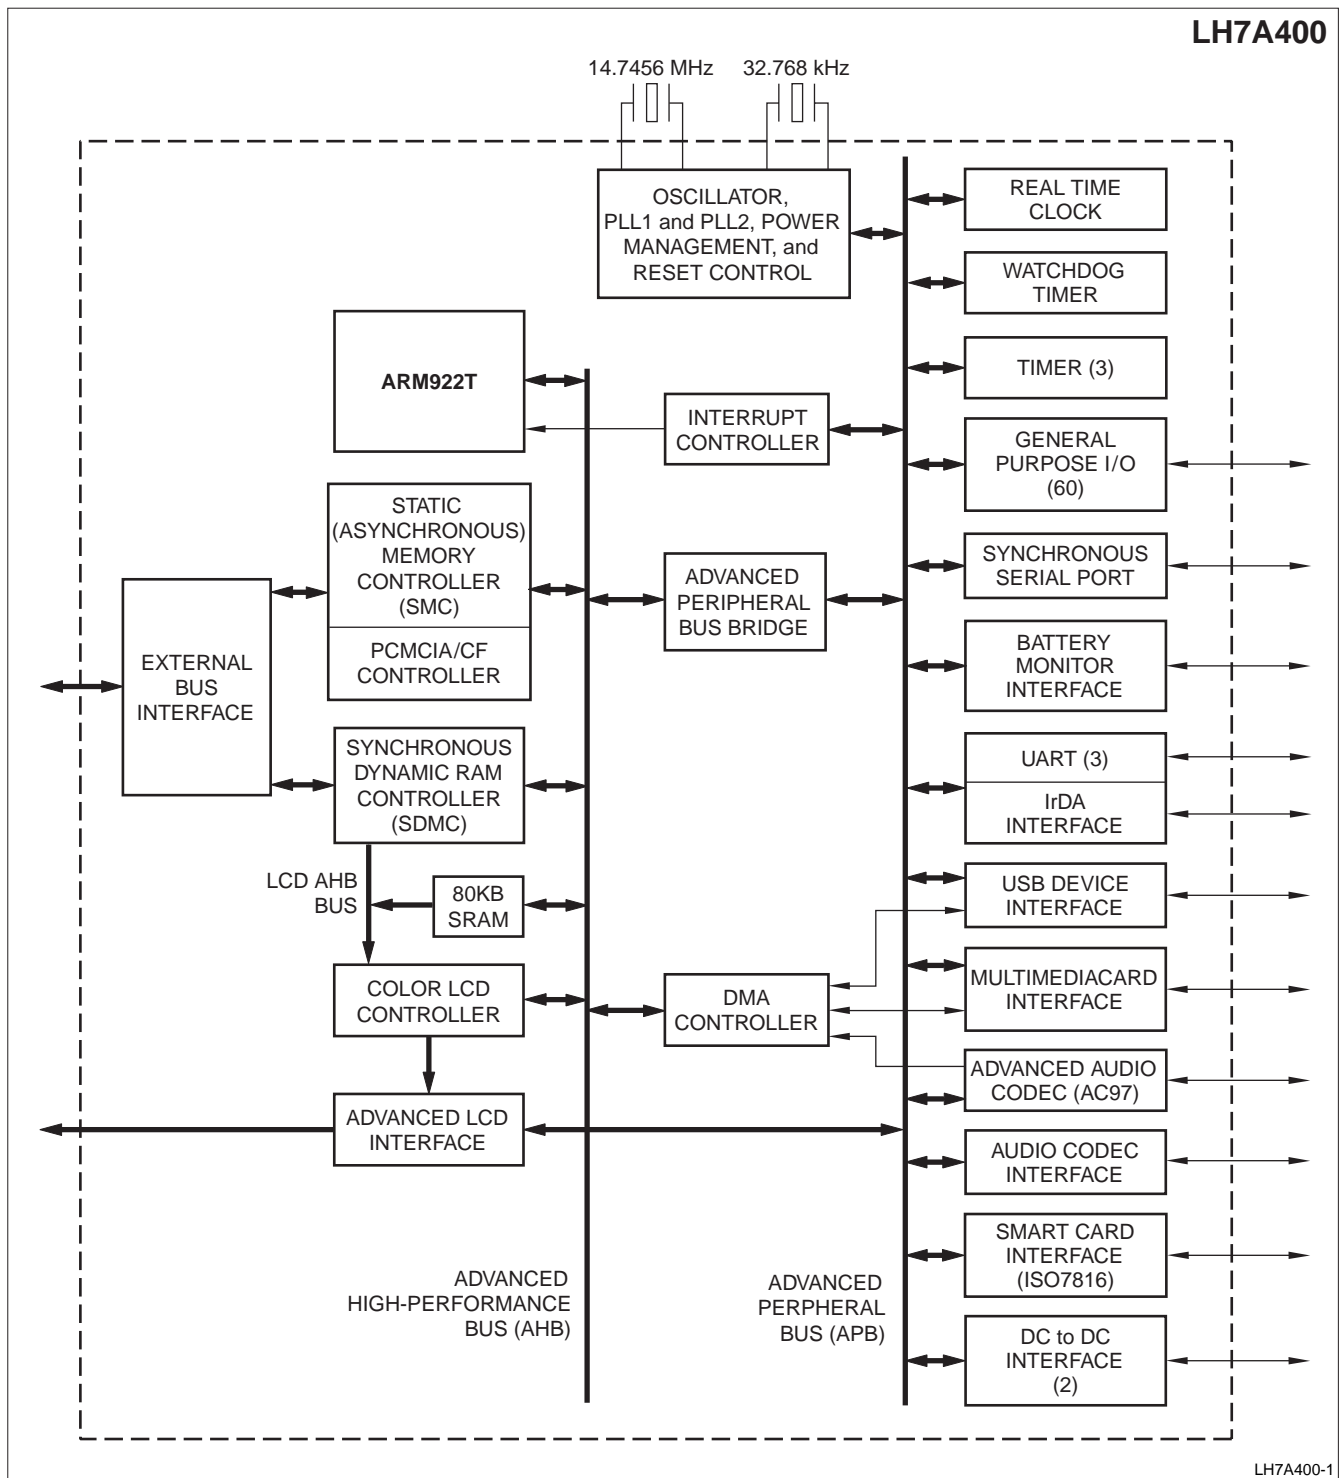 LH7A400
14.7456 MHz
32.768 kHz
OSCILLATOR,
PLL1 and PLL2, POWER
MANAGEMENT, and
RESET CONTROL
REAL TIME
CLOCK
WATCHDOG
TIMER
ARM922T
TIMER (3)
INTERRUPT
CONTROLLER
GENERAL
PURPOSE I/O
(60)
STATIC
(ASYNCHRONOUS)
MEMORY
CONTROLLER
(SMC)
PCMCIA/CF
CONTROLLER
ADVANCED
PERIPHERAL
BUS BRIDGE
SYNCHRONOUS
SERIAL PORT
EXTERNAL
BUS
INTERFACE
BATTERY
MONITOR
INTERFACE
SYNCHRONOUS
DYNAMIC RAM
CONTROLLER
(SDMC)
UART (3)
IrDA
INTERFACE
LCD AHB
BUS
80KB
SRAM
USB DEVICE
INTERFACE
COLOR LCD
CONTROLLER
DMA
CONTROLLER
MULTIMEDIACARD
INTERFACE
ADVANCED AUDIO
CODEC (AC97)
ADVANCED LCD
INTERFACE
AUDIO CODEC
INTERFACE
SMART CARD
INTERFACE
(ISO7816)
ADVANCED
HIGH-PERFORMANCE
BUS (AHB)
ADVANCED
PERPHERAL
BUS (APB)
DC to DC
INTERFACE
(2)
LH7A400-1